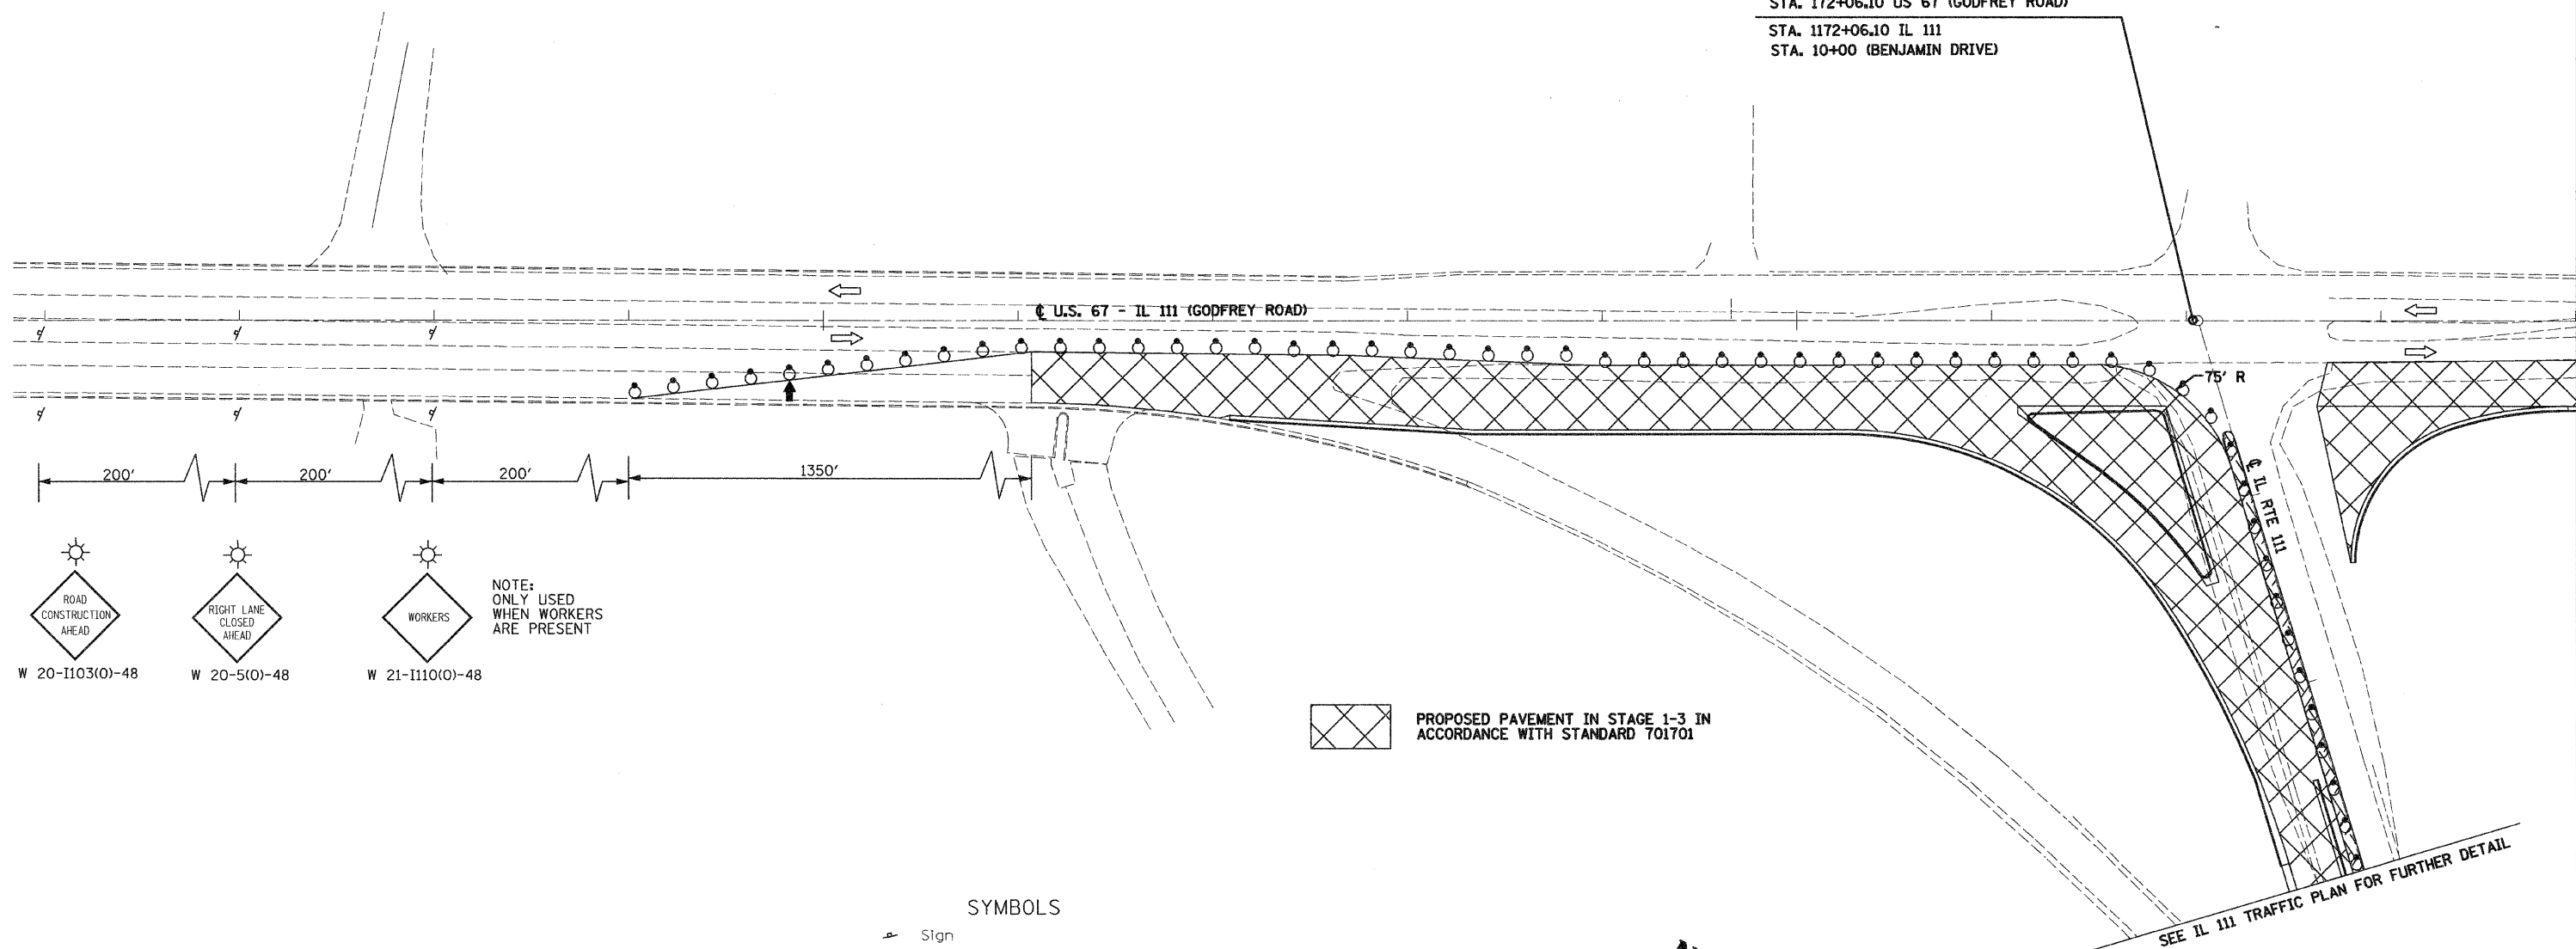 STA. 172+06.10 US 67 (GODFREY ROAD)
STA. 1172+06.10 IL 111
STA. 10+00 (BENJAMIN DRIVE)
℄ U.S. 67 - IL 111 (GODFREY ROAD)
75' R
℄ IL RTE 111
200'
200'
200'
1350'
ROAD
CONSTRUCTION
AHEAD
W 20-I103(O)-48
RIGHT LANE
CLOSED
AHEAD
W 20-5(O)-48
WORKERS
W 21-I110(O)-48
NOTE:
ONLY USED
WHEN WORKERS
ARE PRESENT
PROPOSED PAVEMENT IN STAGE 1-3 IN
ACCORDANCE WITH STANDARD 701701
SEE IL 111 TRAFFIC PLAN FOR FURTHER DETAIL
SYMBOLS
Sign